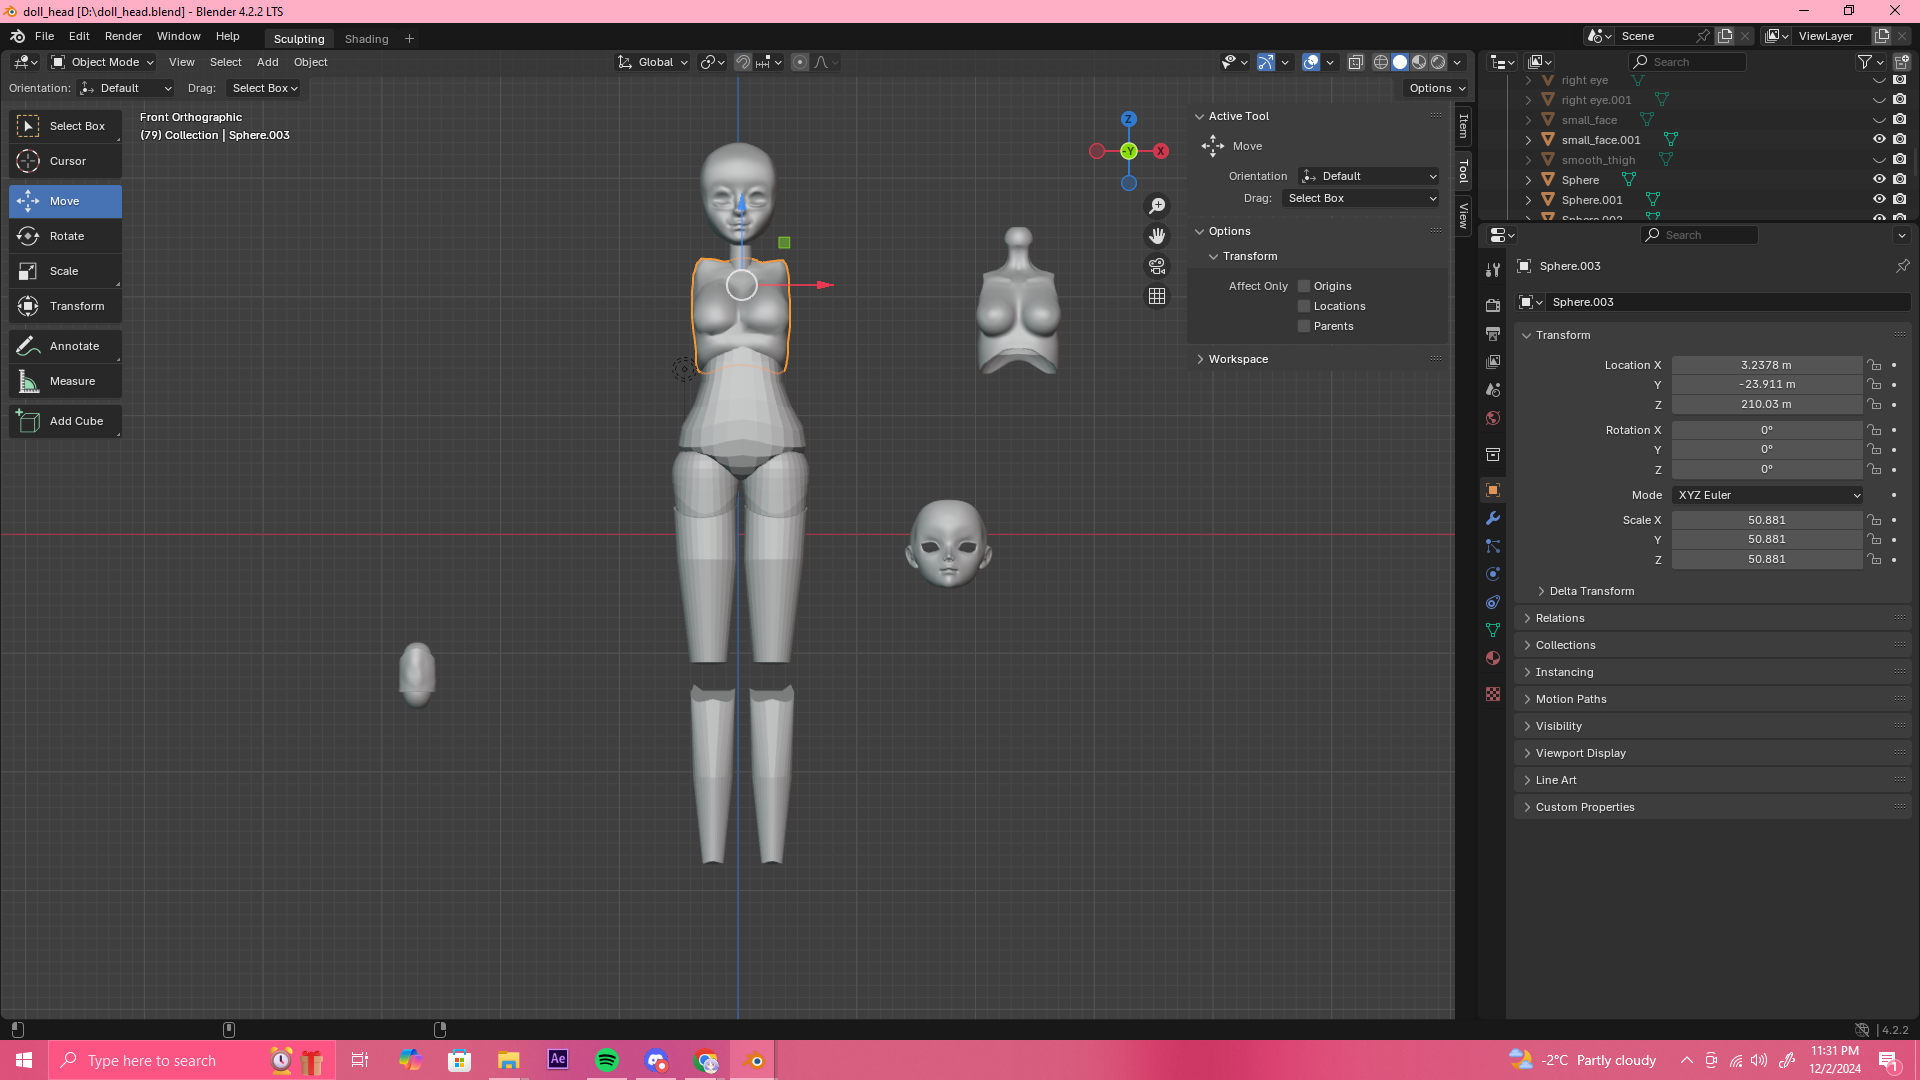 doll_head [D:\doll_head.blend] - Blender 4.2.2 LTS
File Edit Render Window Help Sculpting Shading
Scene ViewLayer
Object Mode View Select Add Object Global
Search
Orientation: Default Drag: Select Box Options
Front Orthographic
(79) Collection | Sphere.003
Select Box
Cursor
Move
Rotate
Scale
Transform
Annotate
Measure
Add Cube
Z
-Y
X
Active Tool
Move
Orientation Default
Drag: Select Box
Options
Transform
Affect Only Origins
Locations
Parents
Workspace
Item
Tool
View
right eye
right eye.001
small_face
small_face.001
smooth_thigh
Sphere
Sphere.001
Sphere.002
Search
Sphere.003
Sphere.003
Transform
Location X 3.2378 m
Y -23.911 m
Z 210.03 m
Rotation X 0°
Y 0°
Z 0°
Mode XYZ Euler
Scale X 50.881
Y 50.881
Z 50.881
Delta Transform
Relations
Collections
Instancing
Motion Paths
Visibility
Viewport Display
Line Art
Custom Properties
4.2.2
Type here to search
Ae
-2°C Partly cloudy
11:31 PM
12/2/2024
1